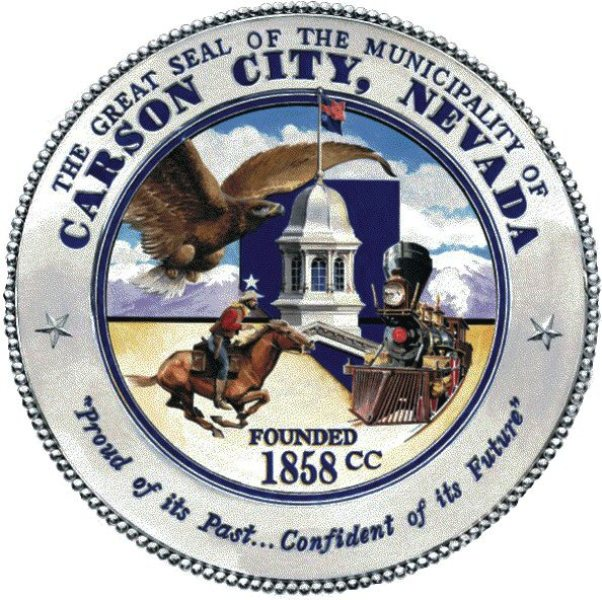 THE GREAT SEAL OF THE MUNICIPALITY OF
CARSON CITY, NEVADA
FOUNDED
1858 CC
"Proud of its Past...Confident of its Future"